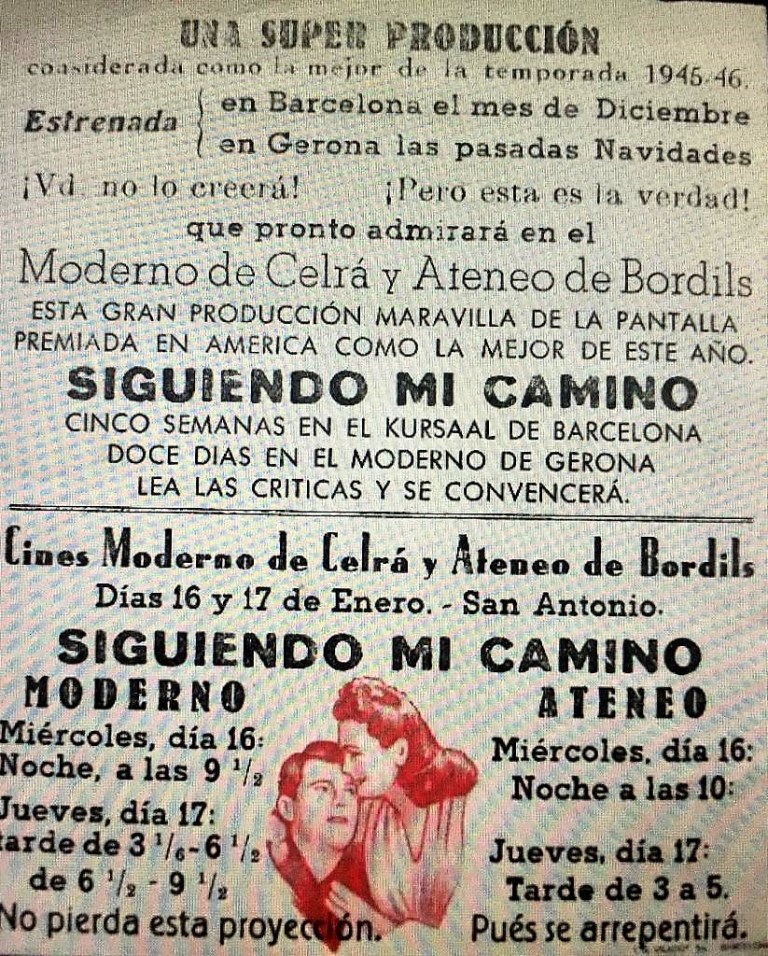 UNA SUPER PRODUCCIÓN
considerada como la mejor de la temporada 1945-46.
Estrenada { en Barcelona el mes de Diciembre
en Gerona las pasadas Navidades
¡Vd. no lo creerá! ¡Pero esta es la verdad!
que pronto admirará en el
Moderno de Celrá y Ateneo de Bordils
ESTA GRAN PRODUCCIÓN MARAVILLA DE LA PANTALLA
PREMIADA EN AMERICA COMO LA MEJOR DE ESTE AÑO.
SIGUIENDO MI CAMINO
CINCO SEMANAS EN EL KURSAAL DE BARCELONA
DOCE DIAS EN EL MODERNO DE GERONA
LEA LAS CRITICAS Y SE CONVENCERÁ.
Cines Moderno de Celrá y Ateneo de Bordils
Días 16 y 17 de Enero. - San Antonio.
SIGUIENDO MI CAMINO
MODERNO
Miércoles, día 16:
Noche, a las 9 1/2
Jueves, día 17:
tarde de 3 1/6-6 1/2
de 6 1/2 - 9 1/2
No pierda esta proyección.
ATENEO
Miércoles, día 16:
Noche a las 10:
Jueves, día 17:
Tarde de 3 a 5.
Pués se arrepentirá.